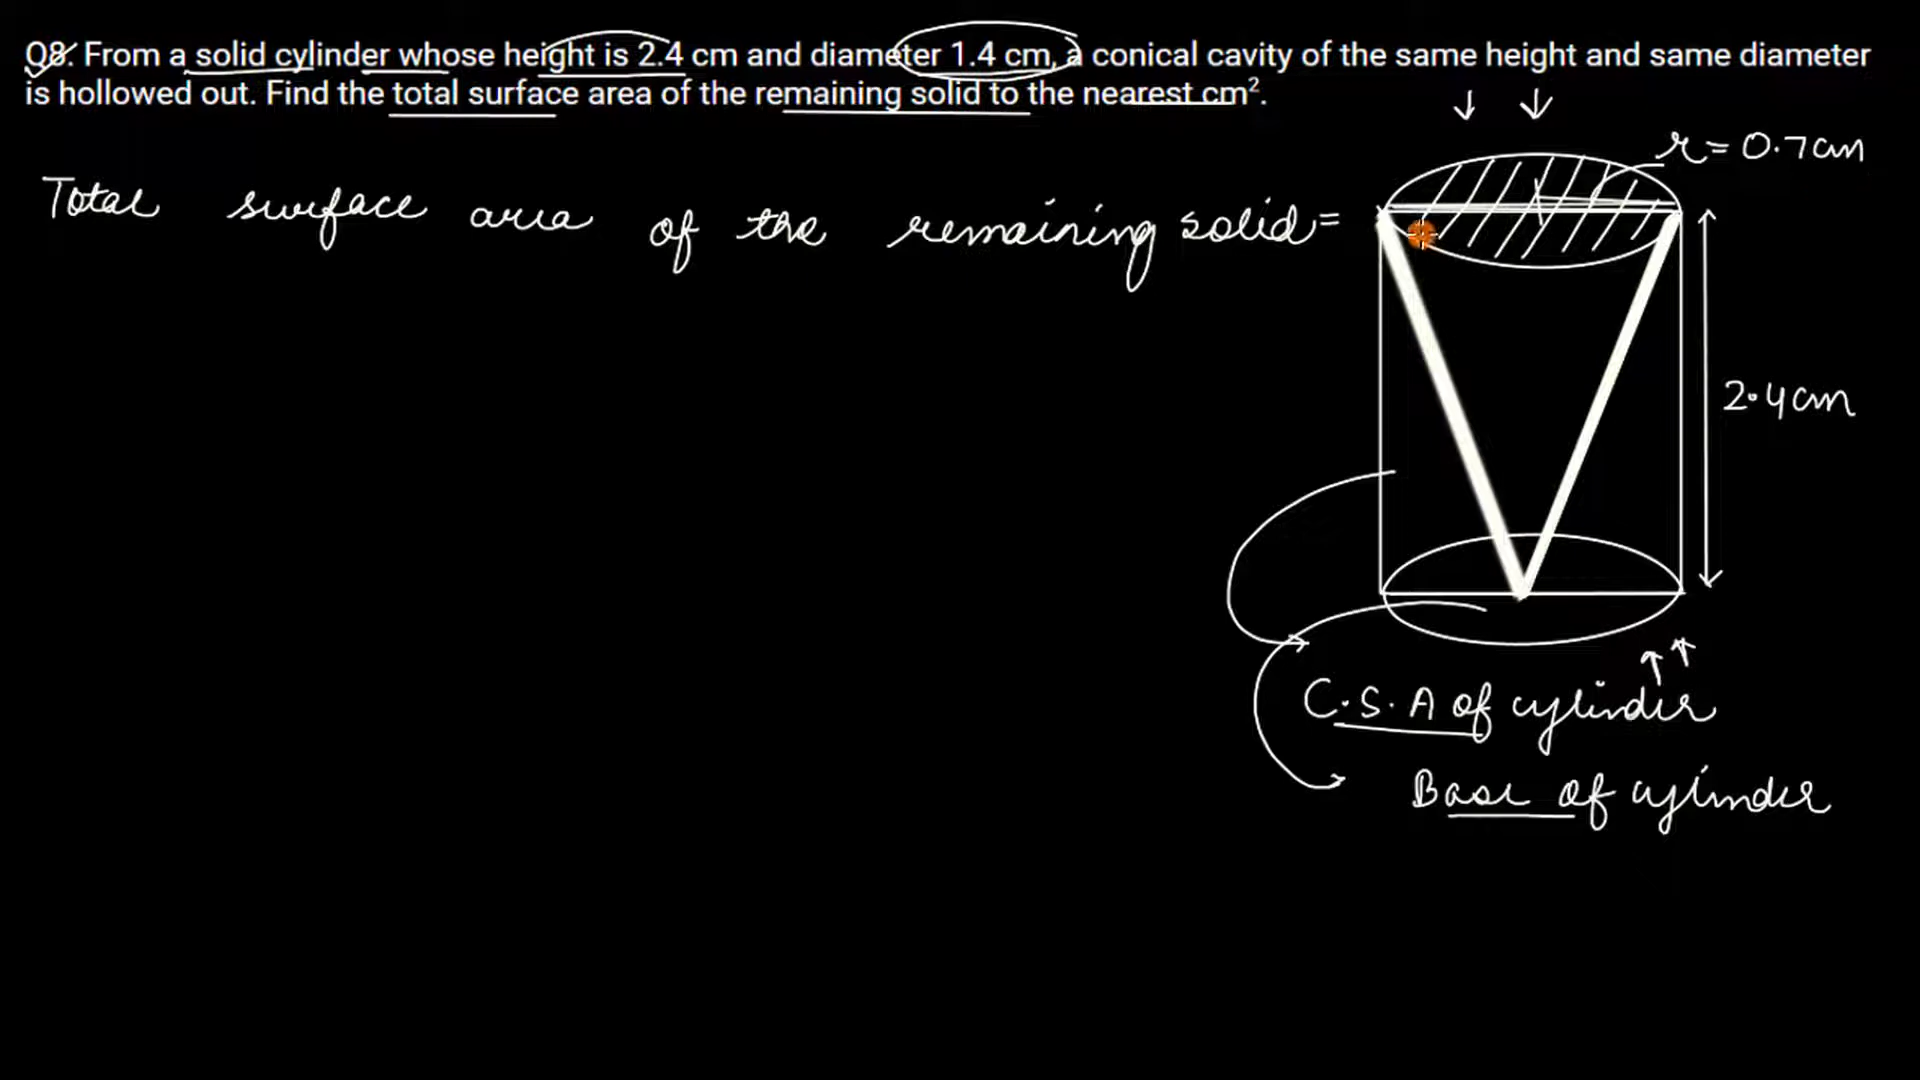 Q8. From a solid cylinder whose height is 2.4 cm and diameter 1.4 cm, a conical cavity of the same height and same diameter
is hollowed out. Find the total surface area of the remaining solid to the nearest cm².
r = 0.7cm
Total surface area of the remaining solid =
2.4cm
C.S.A of cylinder
Base of cylinder